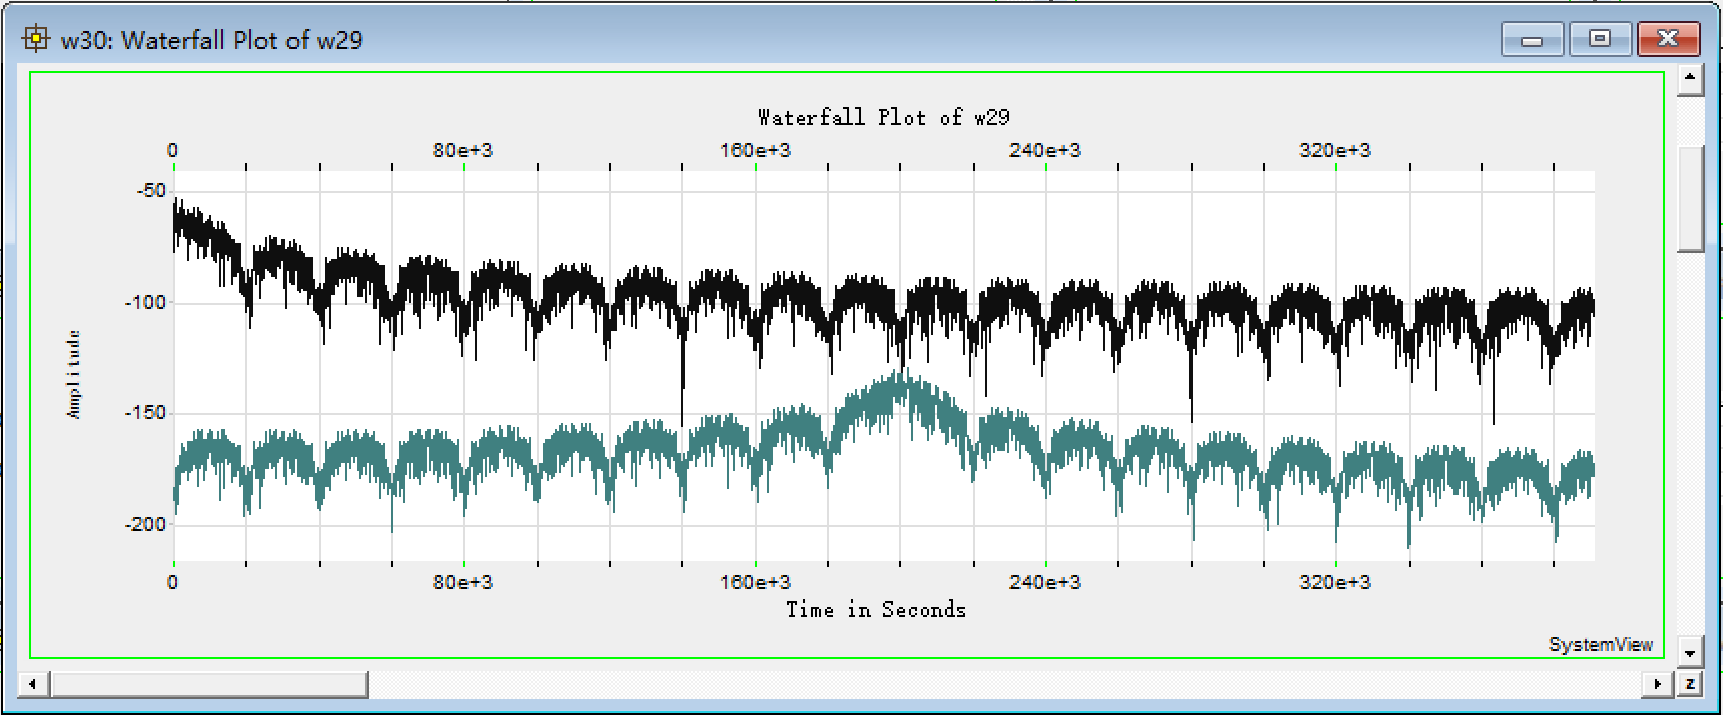 w30: Waterfall Plot of w29
Waterfall Plot of w29
0 80e+3 160e+3 240e+3 320e+3
-50
-100
Amplitude
-150
-200
0 80e+3 160e+3 240e+3 320e+3
Time in Seconds
SystemView
z